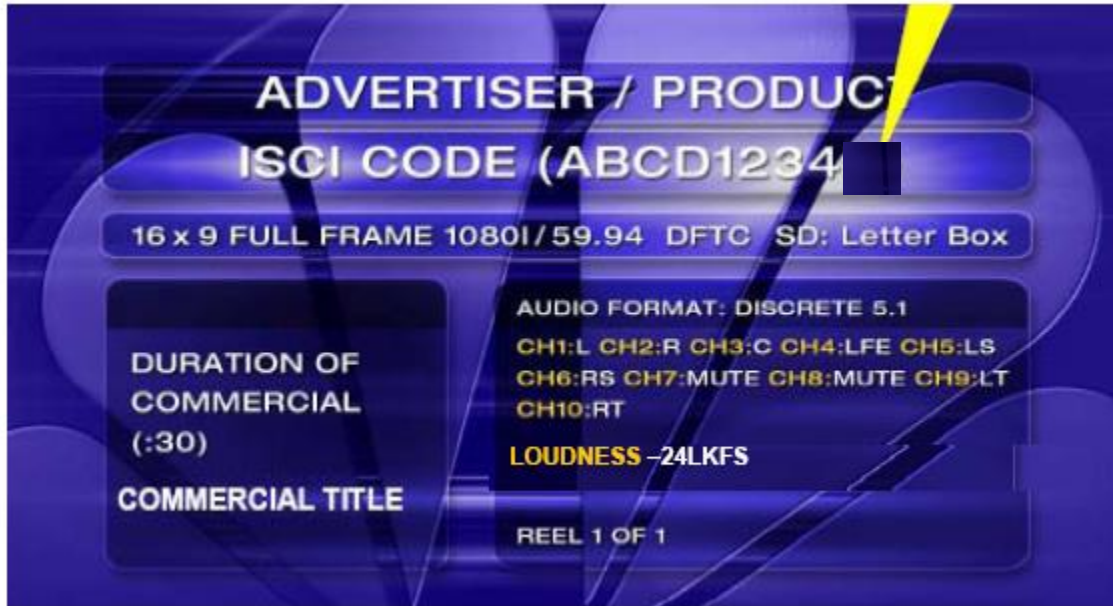 ADVERTISER / PRODUCT
ISCI CODE (ABCD1234
16 x 9 FULL FRAME 1080I/59.94 DFTC SD: Letter Box
DURATION OF
COMMERCIAL
(:30)
COMMERCIAL TITLE
AUDIO FORMAT: DISCRETE 5.1
CH1:L CH2:R CH3:C CH4:LFE CH5:LS
CH6:RS CH7:MUTE CH8:MUTE CH9:LT
CH10:RT
LOUDNESS –24LKFS
REEL 1 OF 1